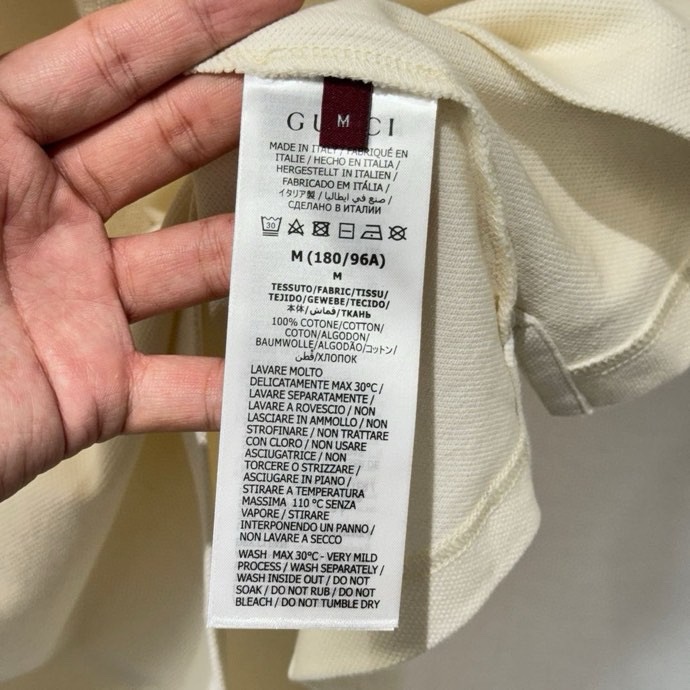 GUCCI
M
MADE IN ITALY / FABRIQUÉ EN
ITALIE / HECHO EN ITALIA /
HERGESTELLT IN ITALIEN /
FABRICADO EM ITÁLIA /
イタリア製 / صنع في ايطاليا /
СДЕЛАНО В ИТАЛИИ
30
M (180/96A)
M
TESSUTO/FABRIC/TISSU/
TEJIDO/GEWEBE/TECIDO/
本体/قماش/ТКАНЬ
100% COTONE/COTTON/
COTON/ALGODON/
BAUMWOLLE/ALGODÃO/コットン/
قطن/ХЛОПОК
LAVARE MOLTO
DELICATAMENTE MAX 30°C /
LAVARE SEPARATAMENTE /
LAVARE A ROVESCIO / NON
LASCIARE IN AMMOLLO / NON
STROFINARE / NON TRATTARE
CON CLORO / NON USARE
ASCIUGATRICE / NON
TORCERE O STRIZZARE /
ASCIUGARE IN PIANO /
STIRARE A TEMPERATURA
MASSIMA 110°C SENZA
VAPORE / STIRARE
INTERPONENDO UN PANNO /
NON LAVARE A SECCO
WASH MAX 30°C - VERY MILD
PROCESS / WASH SEPARATELY /
WASH INSIDE OUT / DO NOT
SOAK / DO NOT RUB / DO NOT
BLEACH / DO NOT TUMBLE DRY